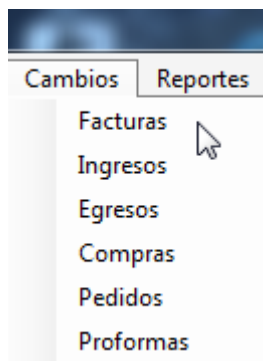 Cambios Reportes
Facturas
Ingresos
Egresos
Compras
Pedidos
Proformas